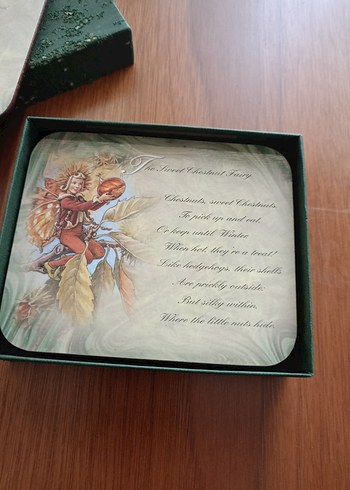 The Sweet Chestnut Fairy
Chestnuts, sweet Chestnuts,
To pick up and eat,
Or keep until Winter,
When hot, they're a treat!
Like hedgehogs, their shells
Are prickly outside;
But silky within,
Where the little nuts hide.